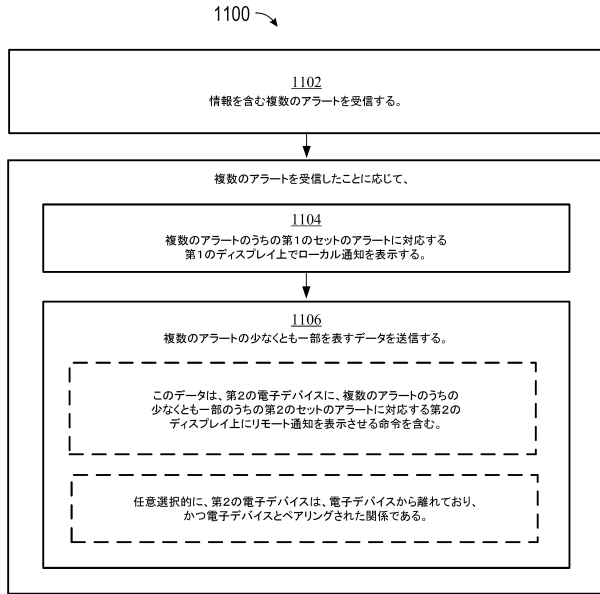 1100
1102
情報を含む複数のアラートを受信する。
複数のアラートを受信したことに応じて、
1104
複数のアラートのうちの第1のセットのアラートに対応する
第1のディスプレイ上でローカル通知を表示する。
1106
複数のアラートの少なくとも一部を表すデータを送信する。
このデータは、第2の電子デバイスに、複数のアラートのうちの
少なくとも一部のうちの第2のセットのアラートに対応する第2の
ディスプレイ上にリモート通知を表示させる命令を含む。
任意選択的に、第2の電子デバイスは、電子デバイスから離れており、
かつ電子デバイスとペアリングされた関係である。